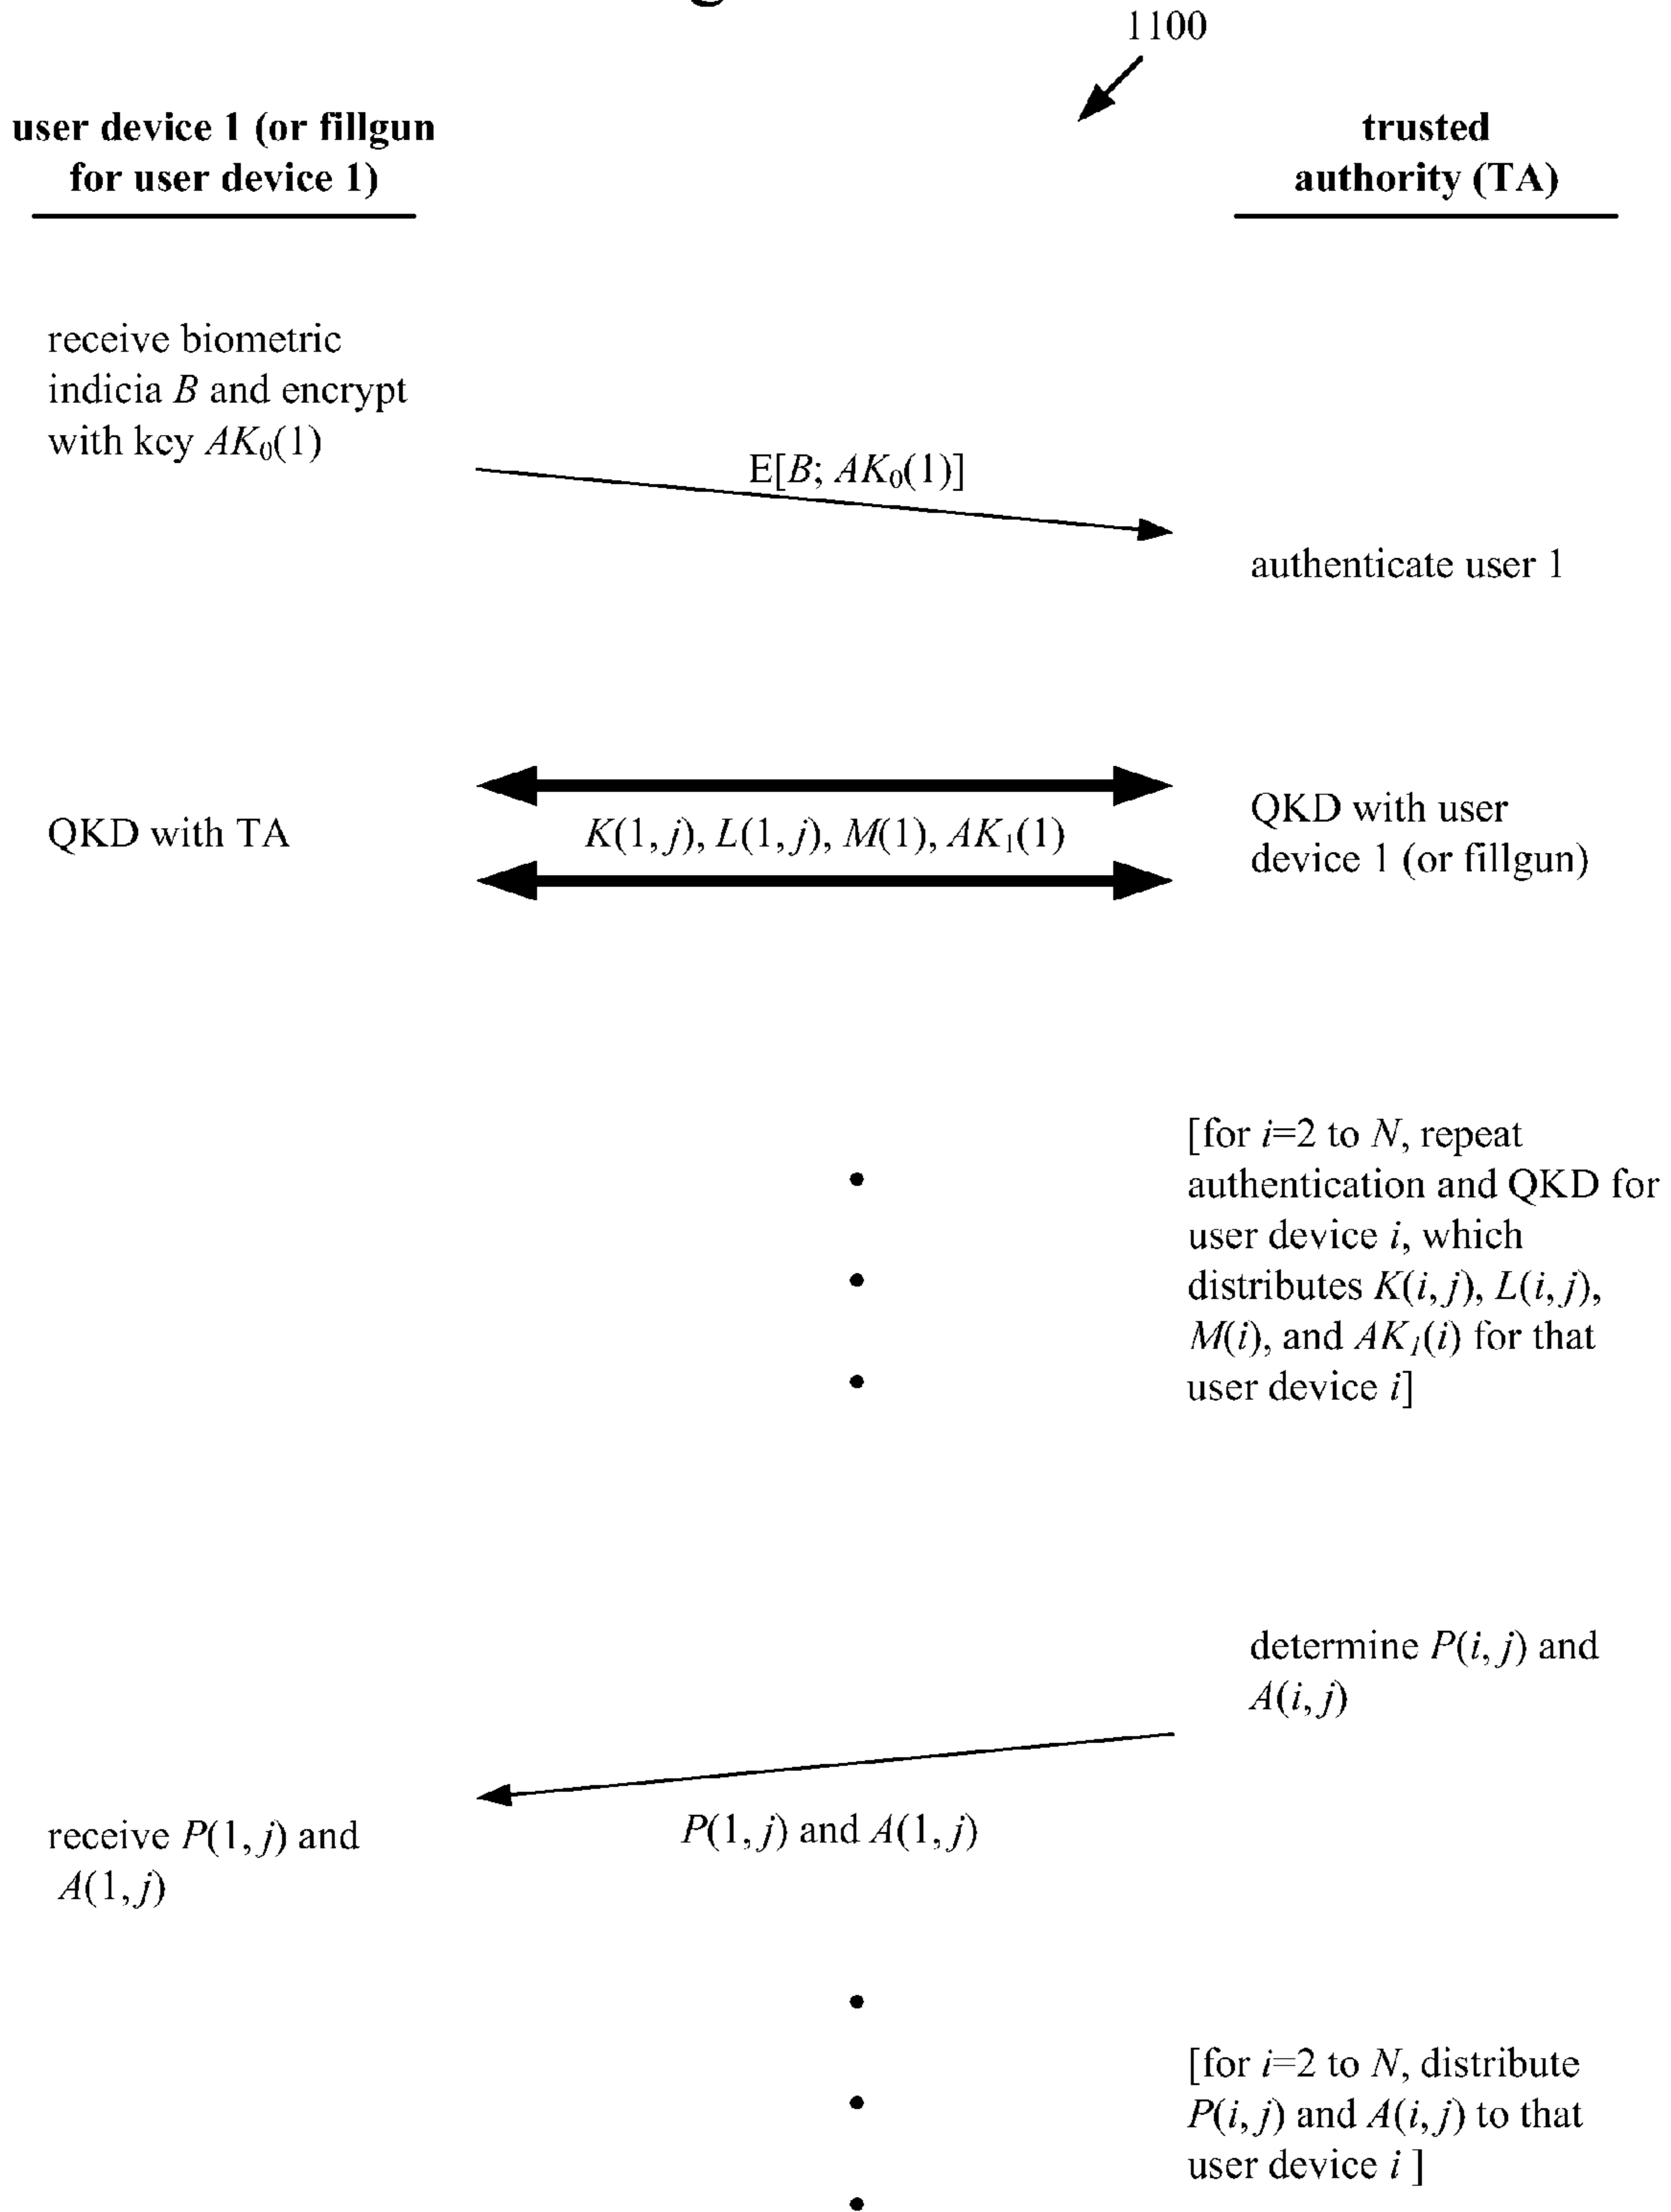 1100
user device 1 (or fillgun
for user device 1)
trusted
authority (TA)
receive biometric
indicia B and encrypt
with key AK₀(1)
E[B; AK₀(1)]
authenticate user 1
QKD with TA
K(1, j), L(1, j), M(1), AK₁(1)
QKD with user
device 1 (or fillgun)
[for i=2 to N, repeat
authentication and QKD for
user device i, which
distributes K(i, j), L(i, j),
M(i), and AK₁(i) for that
user device i]
determine P(i, j) and
A(i, j)
P(1, j) and A(1, j)
receive P(1, j) and
A(1, j)
[for i=2 to N, distribute
P(i, j) and A(i, j) to that
user device i ]